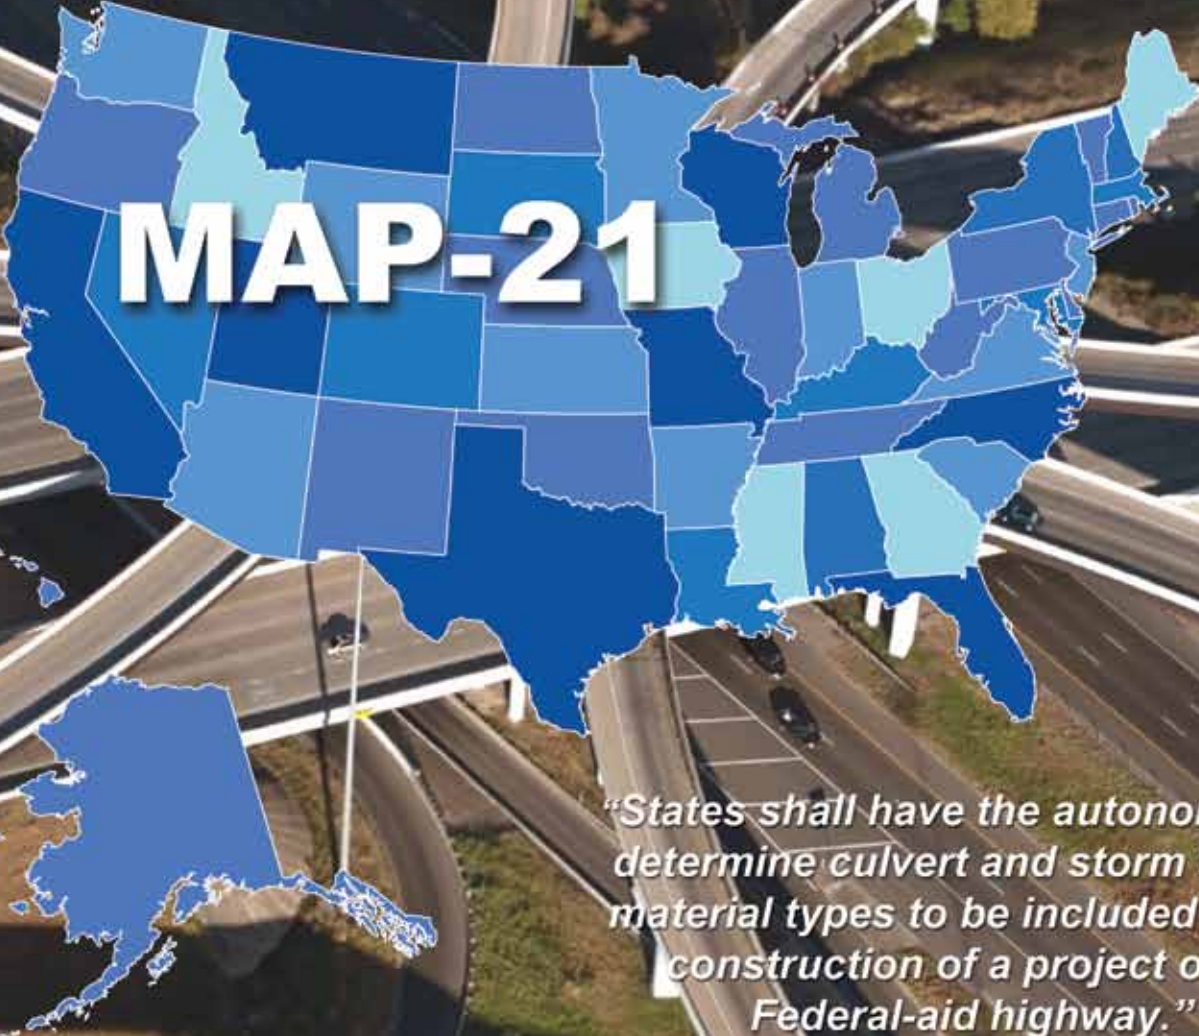 MAP-21
“States shall have the
determine culvert and storm
material types to be included
construction of a project
Federal-aid highway.”